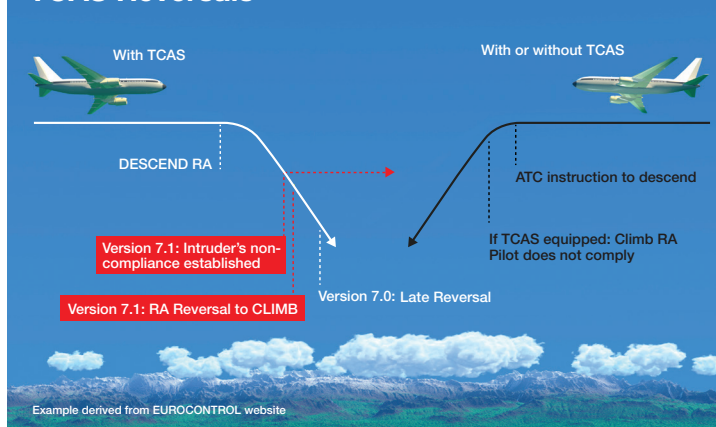 With TCAS
With or without TCAS
DESCEND RA
ATC instruction to descend
Version 7.1: Intruder's non-
compliance established
If TCAS equipped: Climb RA
Pilot does not comply
Version 7.1: RA Reversal to CLIMB
Version 7.0: Late Reversal
Example derived from EUROCONTROL website